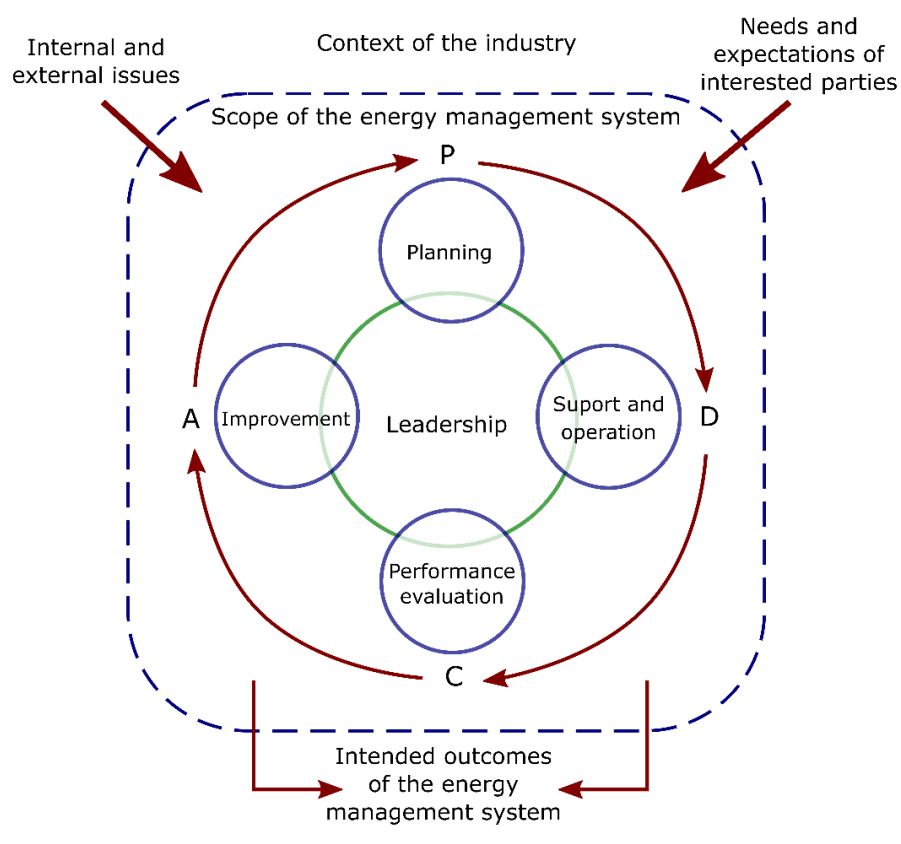 Internal and
external issues
Context of the industry
Needs and
expectations of
interested parties
Scope of the energy management system
P
Planning
A
Improvement
Leadership
Suport and
operation
D
Performance
evaluation
C
Intended outcomes
of the energy
management system